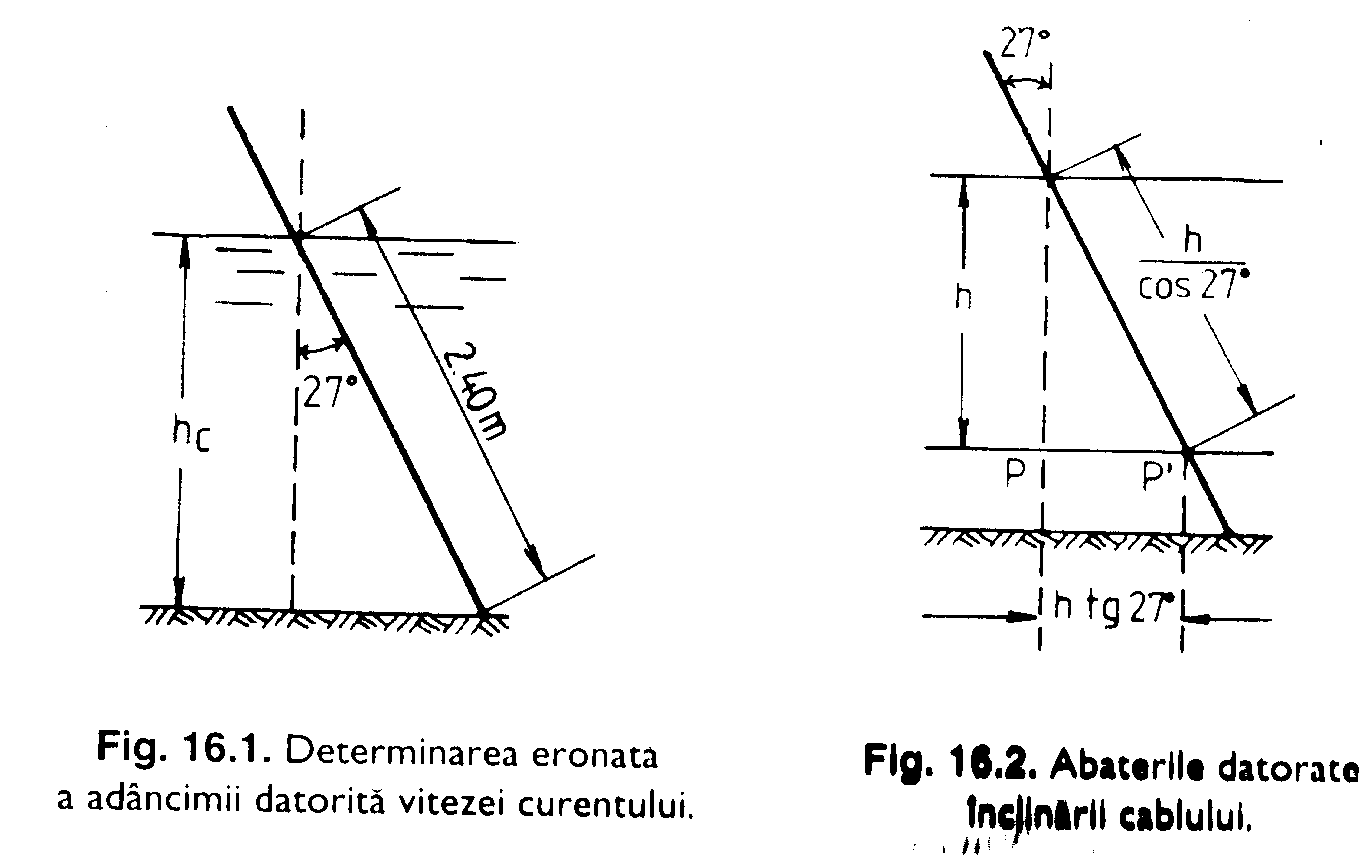 27°
hc
2.40m
Fig. 16.1. Determinarea eronata
a adâncimii datorită vitezei curentului.
27°
h
h
cos 27°
P P'
h tg 27°
Fig. 16.2. Abaterile datorate
înclinării cablului.